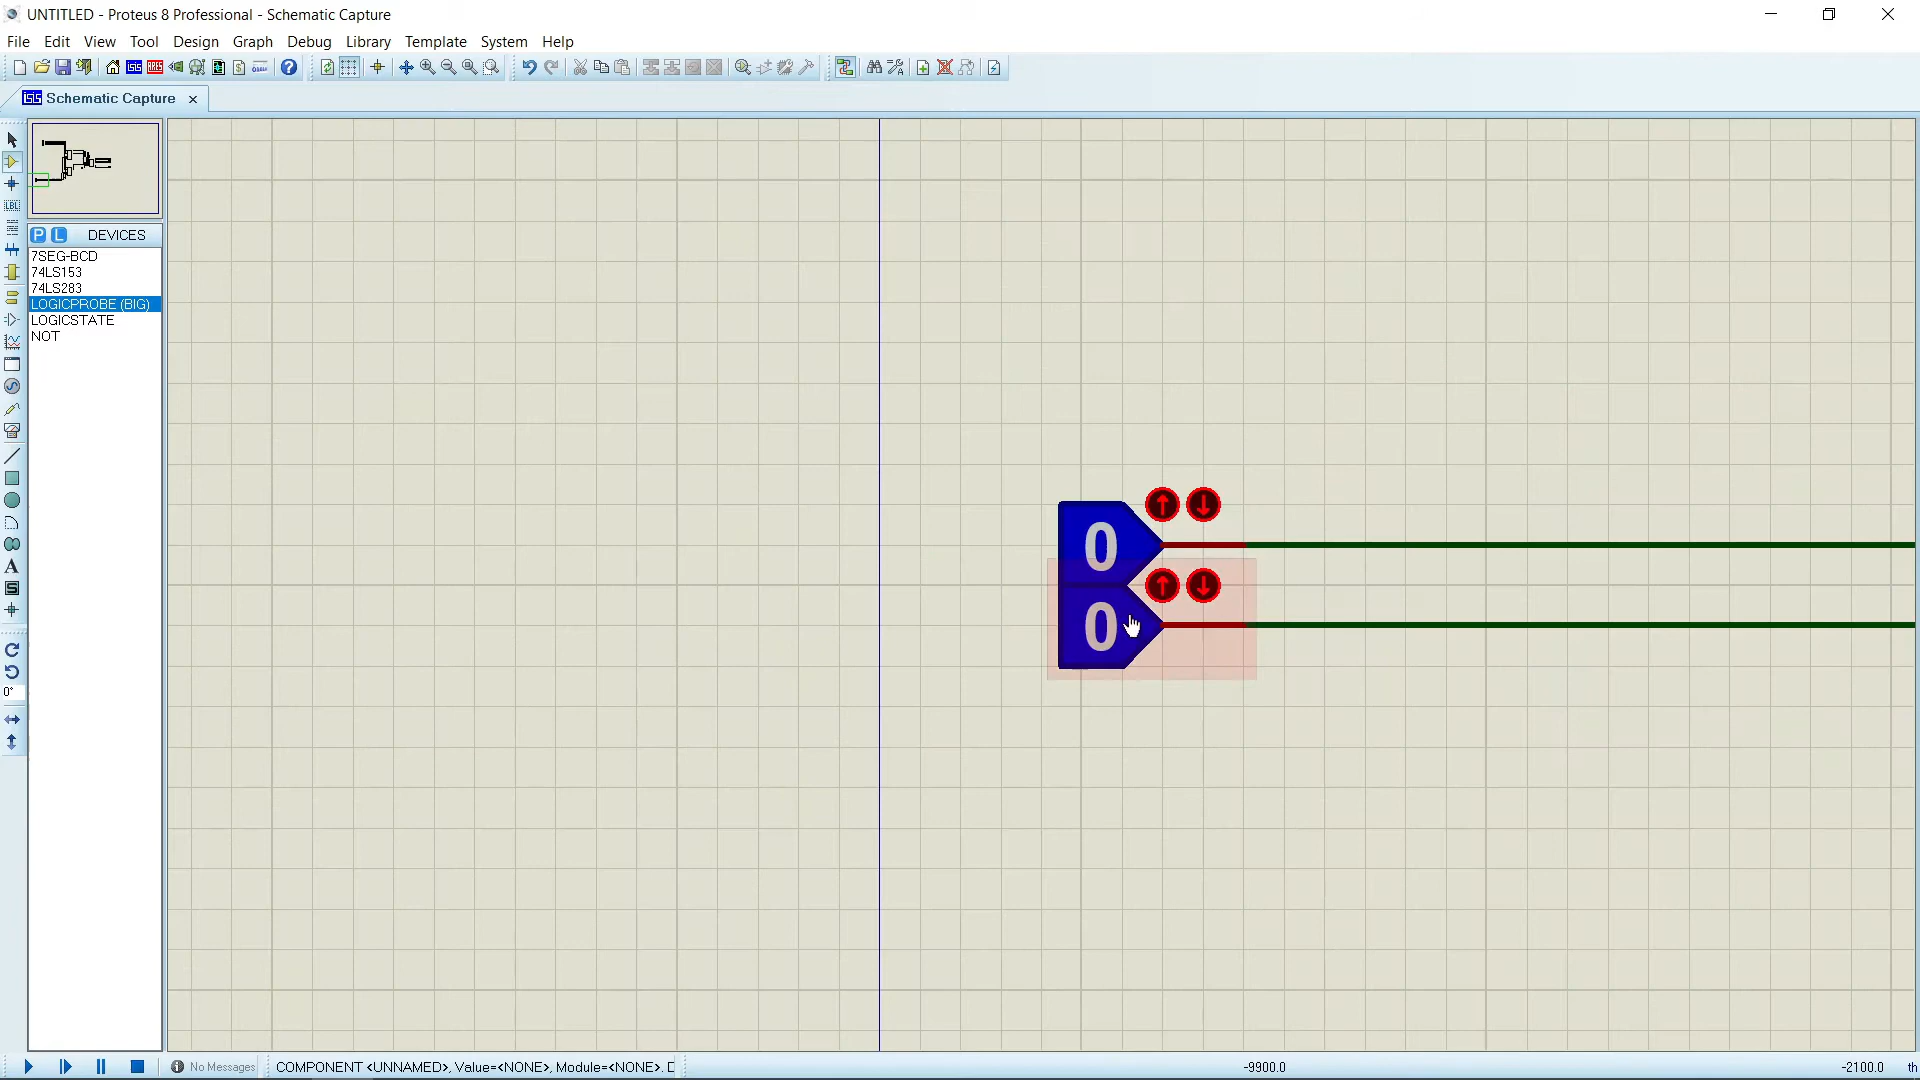 UNTITLED - Proteus 8 Professional - Schematic Capture
File Edit View Tool Design Graph Debug Library Template System Help
Schematic Capture
P L DEVICES
7SEG-BCD
74LS153
74LS283
LOGICPROBE (BIG)
LOGICSTATE
NOT
LBL
A
S
0°
0
0
No Messages
COMPONENT <UNNAMED>, Value=<NONE>, Module=<NONE>. D
-9900.0
-2100.0
th